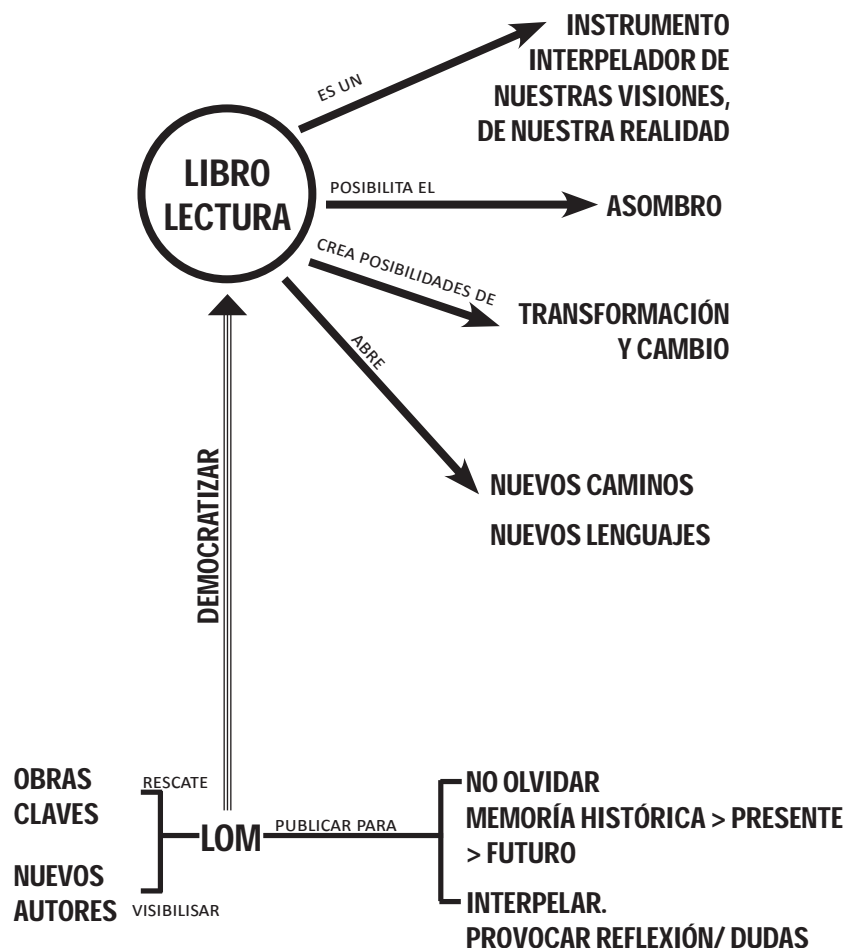 INSTRUMENTO
INTERPELADOR DE
NUESTRAS VISIONES,
DE NUESTRA REALIDAD
ES UN
LIBRO
LECTURA
POSIBILITA EL
ASOMBRO
CREA POSIBILIDADES DE
TRANSFORMACIÓN
Y CAMBIO
ABRE
NUEVOS CAMINOS
NUEVOS LENGUAJES
DEMOCRATIZAR
OBRAS
CLAVES
RESCATE
NUEVOS
AUTORES
VISIBILISAR
LOM
PUBLICAR PARA
NO OLVIDAR
MEMORÍA HISTÓRICA > PRESENTE
> FUTURO
INTERPELAR.
PROVOCAR REFLEXIÓN/ DUDAS